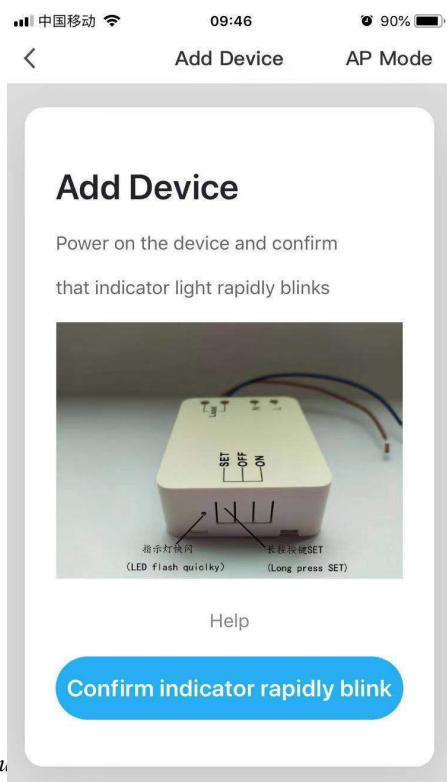 中国移动 09:46 90%
Add Device AP Mode
Add Device
Power on the device and confirm
that indicator light rapidly blinks
Load N L
SET OFF ON
指示灯快闪 长按按键SET
(LED flash quiclky) (Long press SET)
Help
Confirm indicator rapidly blink